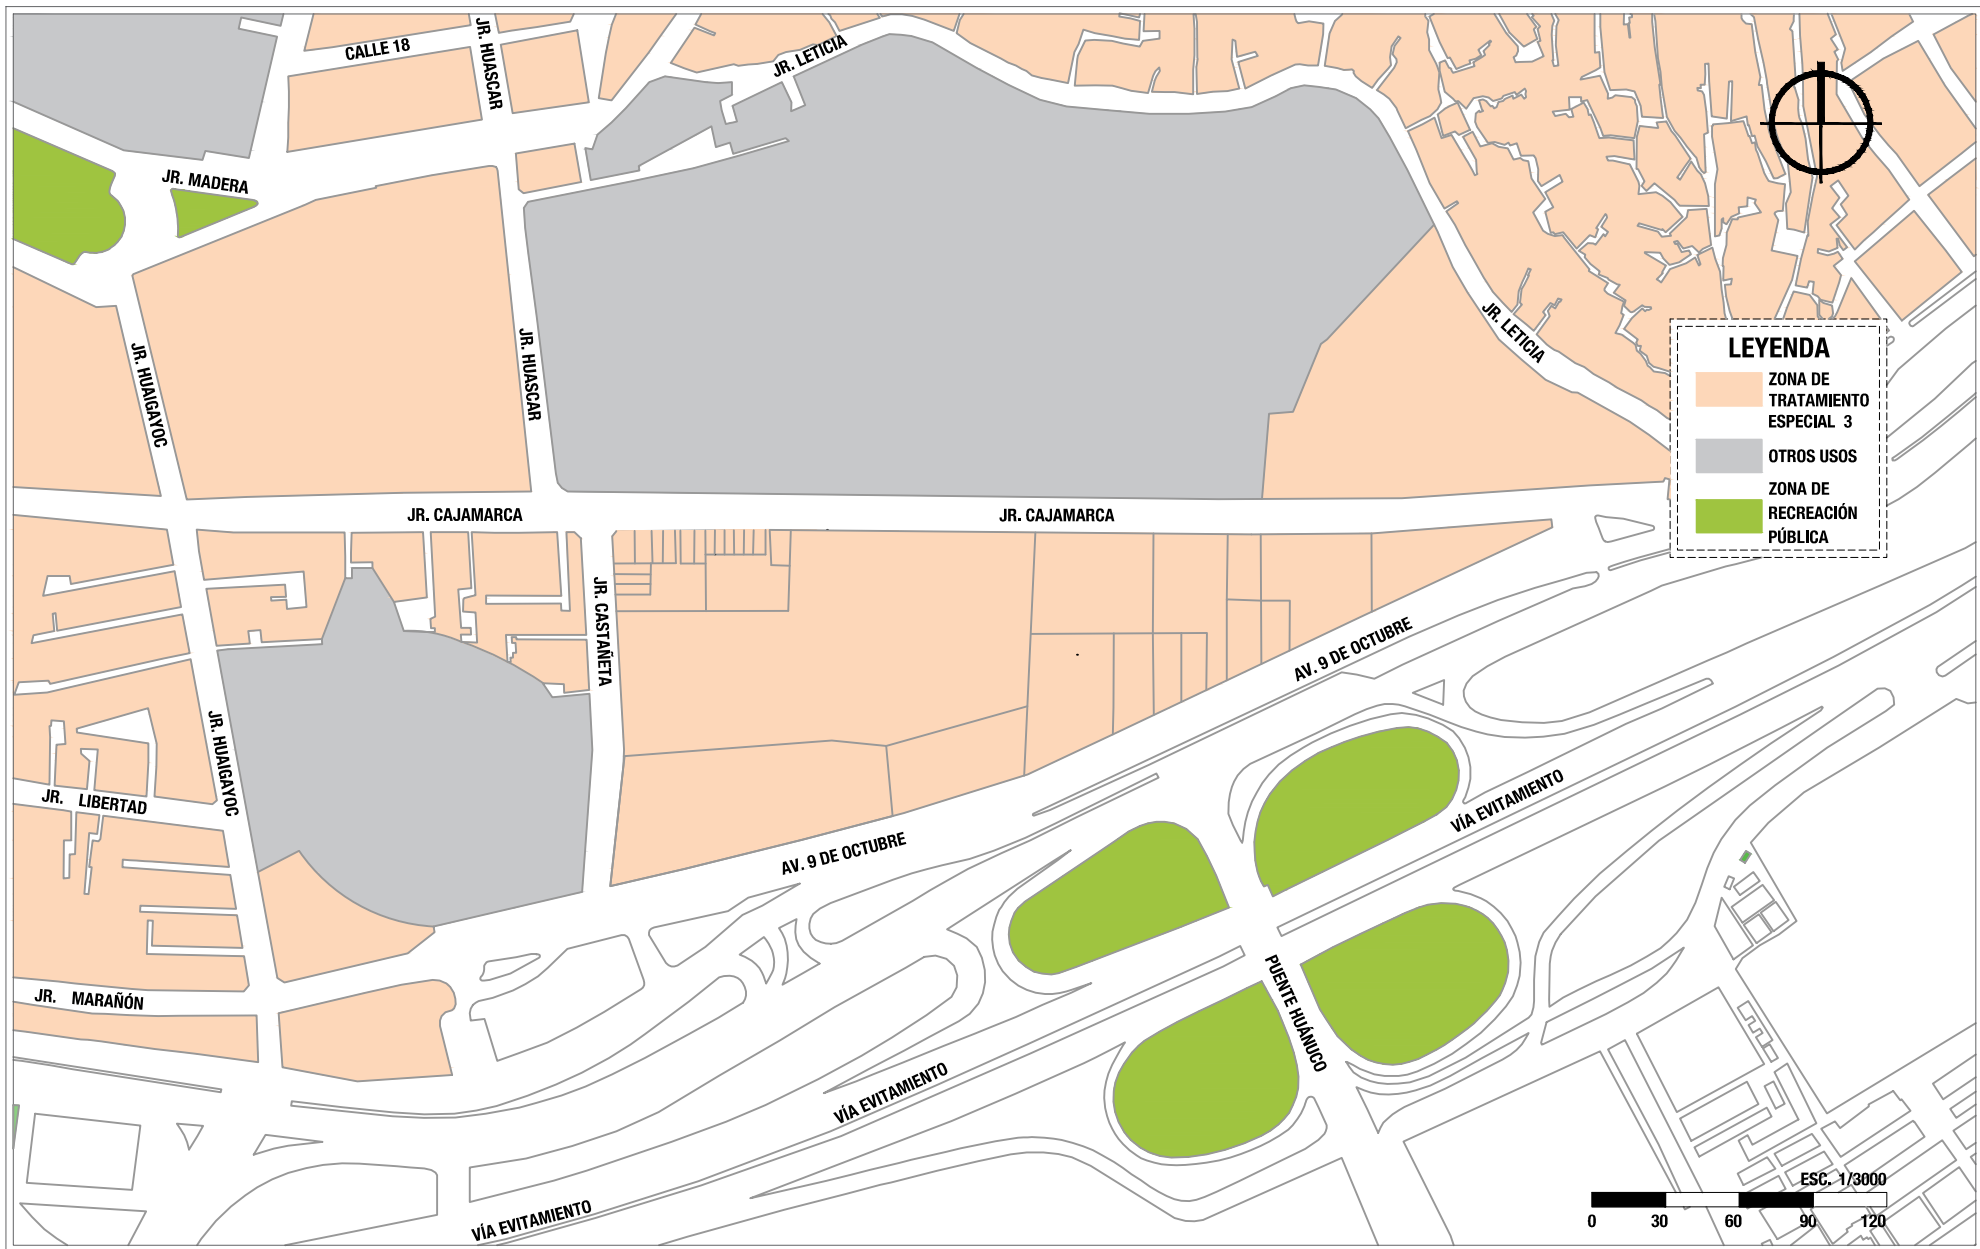 CALLE 18
JR. HUASCAR
JR. LETICIA
JR. MADERA
JR. HUAIGAYOC
JR. HUASCAR
JR. LETICIA
LEYENDA
ZONA DE
TRATAMIENTO
ESPECIAL 3
OTROS USOS
ZONA DE
RECREACIÓN
PÚBLICA
JR. CAJAMARCA
JR. CAJAMARCA
JR. CASTAÑETA
AV. 9 DE OCTUBRE
JR. HUAIGAYOC
JR. LIBERTAD
VÍA EVITAMIENTO
AV. 9 DE OCTUBRE
JR. MARAÑÓN
PUENTE HUÁNUCO
VÍA EVITAMIENTO
VÍA EVITAMIENTO
ESC. 1/3000
0 30 60 90 120